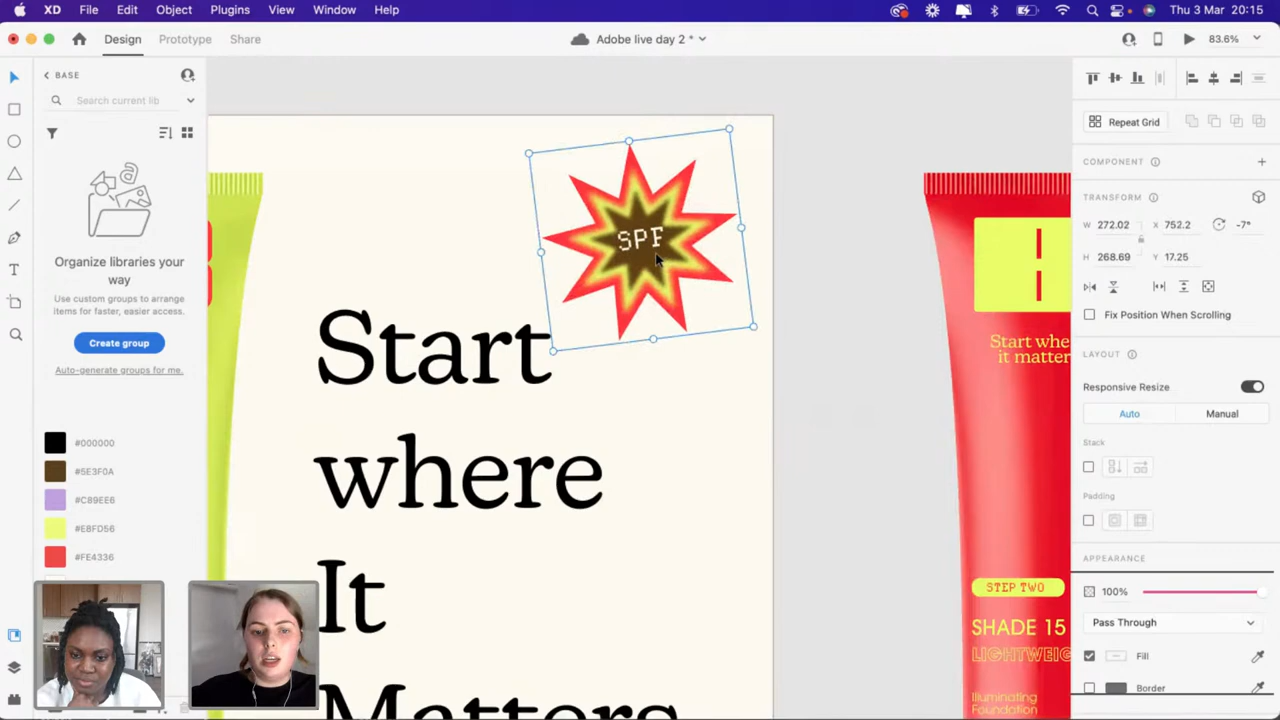 XD File Edit Object Plugins View Window Help
Thu 3 Mar 20:15
Design Prototype Share
Adobe live day 2 *
83.6%
BASE
Search current lib
Organize libraries your
way
Use custom groups to arrange
items for faster, easier access.
Create group
Auto-generate groups for me.
#000000
#5E3F0A
#C89EE6
#E8FD56
#FE4336
SPF
Start
where
It
Matters
Start whe
it matter
STEP TWO
SHADE 15
LIGHTWEIG
Illuminating
Foundation
Repeat Grid
COMPONENT
TRANSFORM
W 272.02 X 752.2 -7°
H 268.69 Y 17.25
Fix Position When Scrolling
LAYOUT
Responsive Resize
Auto Manual
Stack
Padding
APPEARANCE
100%
Pass Through
Fill
Border